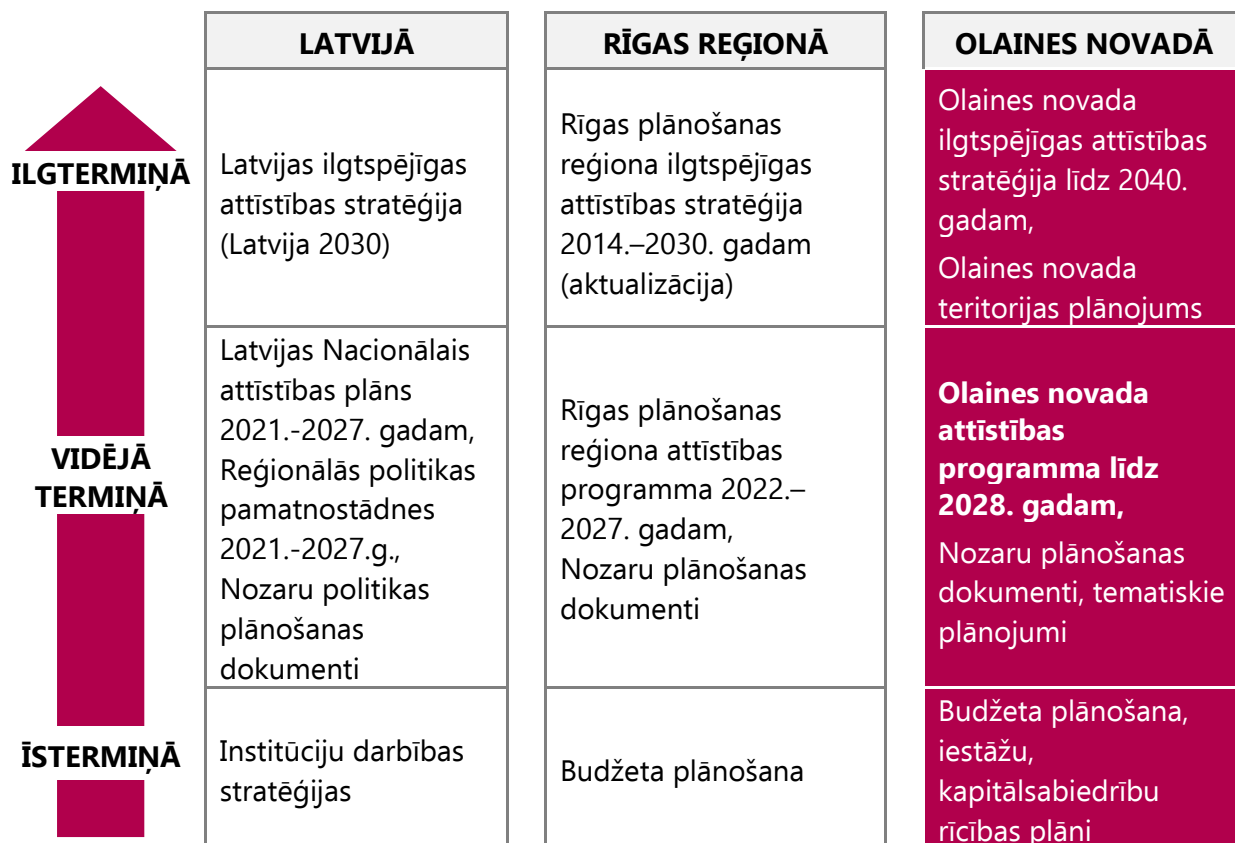 LATVIJĀ
RĪGAS REĢIONĀ
OLAINES NOVADĀ
ILGTERMIŅĀ
Latvijas ilgtspējīgas
attīstības stratēģija
(Latvija 2030)
Rīgas plānošanas
reģiona ilgtspējīgas
attīstības stratēģija
2014.–2030. gadam
(aktualizācija)
Olaines novada
ilgtspējīgas attīstības
stratēģija līdz 2040.
gadam,
Olaines novada
teritorijas plānojums
VIDĒJĀ
TERMIŅĀ
Latvijas Nacionālais
attīstības plāns
2021.-2027. gadam,
Reģionālās politikas
pamatnostādnes
2021.-2027.g.,
Nozaru politikas
plānošanas
dokumenti
Rīgas plānošanas
reģiona attīstības
programma 2022.–
2027. gadam,
Nozaru plānošanas
dokumenti
Olaines novada
attīstības
programma līdz
2028. gadam,
Nozaru plānošanas
dokumenti, tematiskie
plānojumi
ĪSTERMIŅĀ
Institūciju darbības
stratēģijas
Budžeta plānošana
Budžeta plānošana,
iestāžu,
kapitālsabiedrību
rīcības plāni